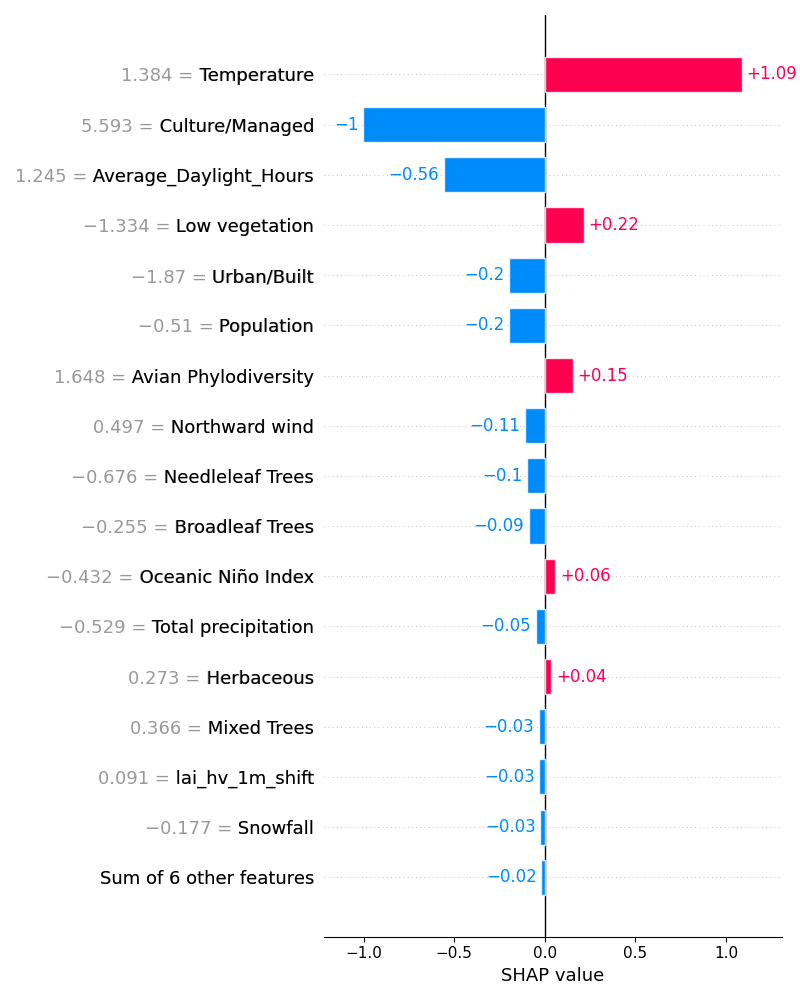 1.384 = Temperature
+1.09
5.593 = Culture/Managed
−1
1.245 = Average_Daylight_Hours
−0.56
−1.334 = Low vegetation
+0.22
−1.87 = Urban/Built
−0.2
−0.51 = Population
−0.2
1.648 = Avian Phylodiversity
+0.15
0.497 = Northward wind
−0.11
−0.676 = Needleleaf Trees
−0.1
−0.255 = Broadleaf Trees
−0.09
−0.432 = Oceanic Niño Index
+0.06
−0.529 = Total precipitation
−0.05
0.273 = Herbaceous
+0.04
0.366 = Mixed Trees
−0.03
0.091 = lai_hv_1m_shift
−0.03
−0.177 = Snowfall
−0.03
Sum of 6 other features
−0.02
−1.0 −0.5 0.0 0.5 1.0
SHAP value